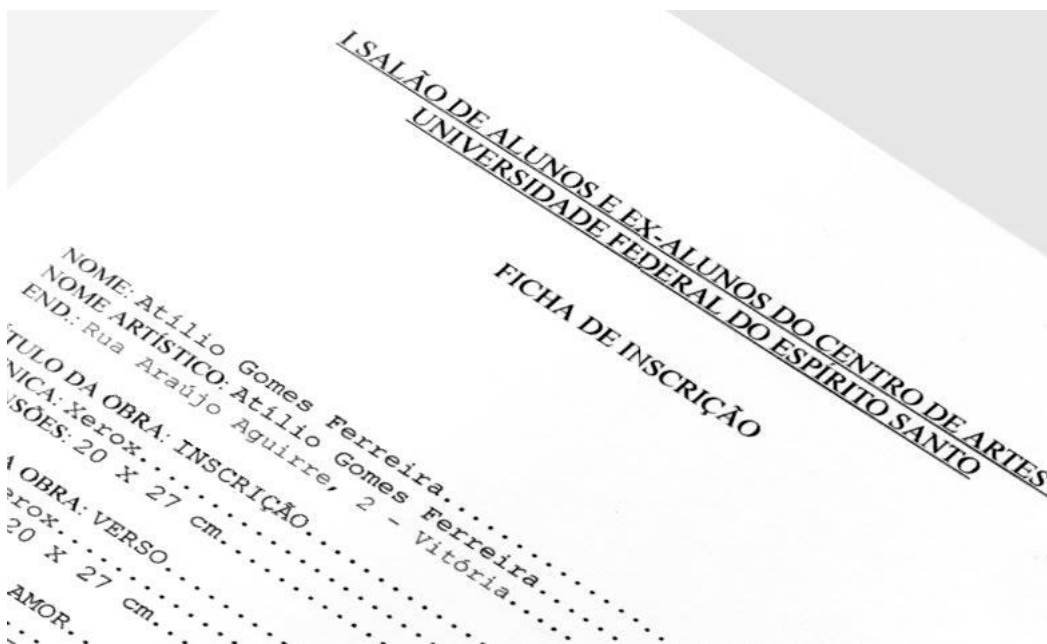 I SALÃO DE ALUNOS E EX-ALUNOS DO CENTRO DE ARTES
UNIVERSIDADE FEDERAL DO ESPÍRITO SANTO
FICHA DE INSCRIÇÃO
NOME: Atílio Gomes Ferreira..........
NOME ARTÍSTICO: Atílio Gomes Ferreira.......
END.: Rua Araújo Aguirre, 2 - Vitória.......
TULO DA OBRA: INSCRIÇÃO..........
NICA: Xerox....................
SÕES: 20 X 27 cm....................
A OBRA: VERSO....................
erox....................
20 X 27 cm....................
AMOR....